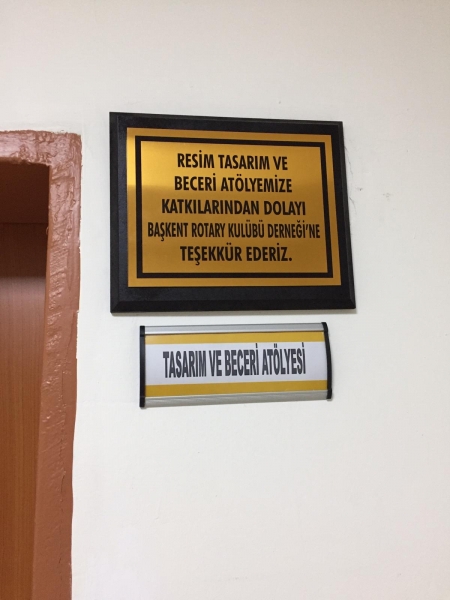 RESİM TASARIM VE
BECERİ ATÖLYEMİZE
KATKILARINDAN DOLAYI
BAŞKENT ROTARY KULÜBÜ DERNEĞİ'NE
TEŞEKKÜR EDERİZ.
TASARIM VE BECERİ ATÖLYESİ